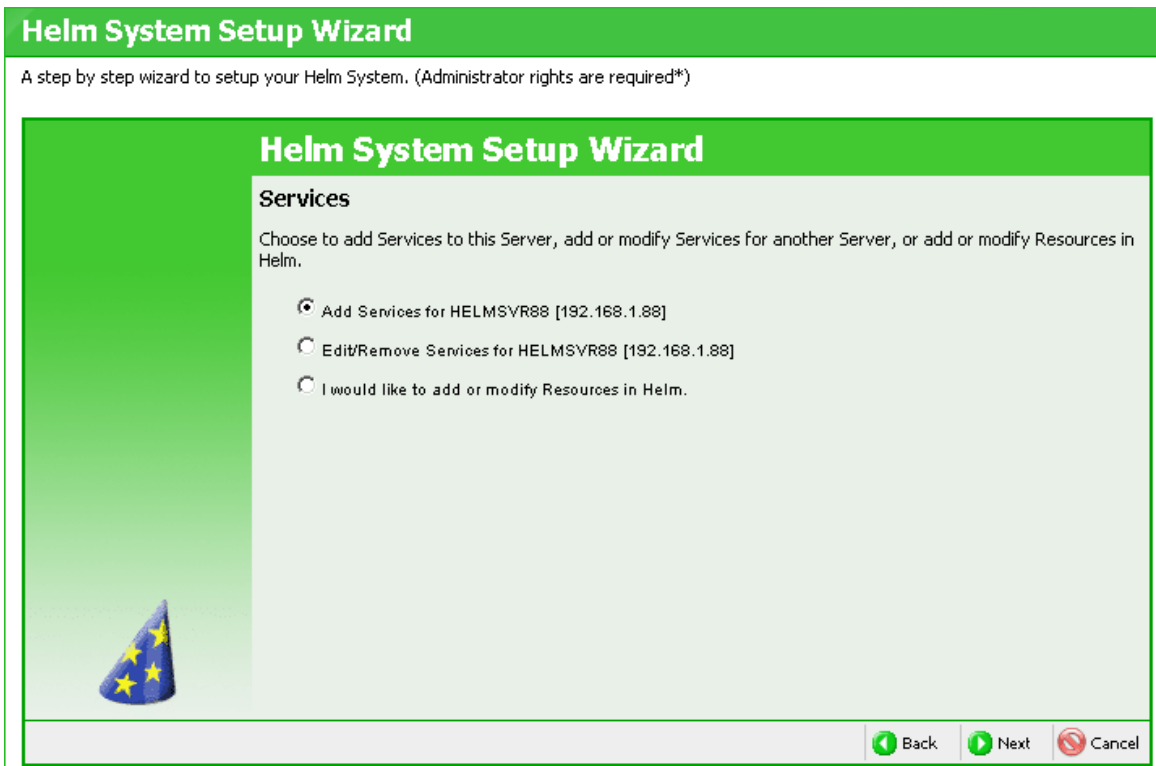 Helm System Setup Wizard
A step by step wizard to setup your Helm System. (Administrator rights are required*)
Helm System Setup Wizard
Services
Choose to add Services to this Server, add or modify Services for another Server, or add or modify Resources in
Helm.
Add Services for HELMSVR88 [192.168.1.88]
Edit/Remove Services for HELMSVR88 [192.168.1.88]
I would like to add or modify Resources in Helm.
Back Next Cancel